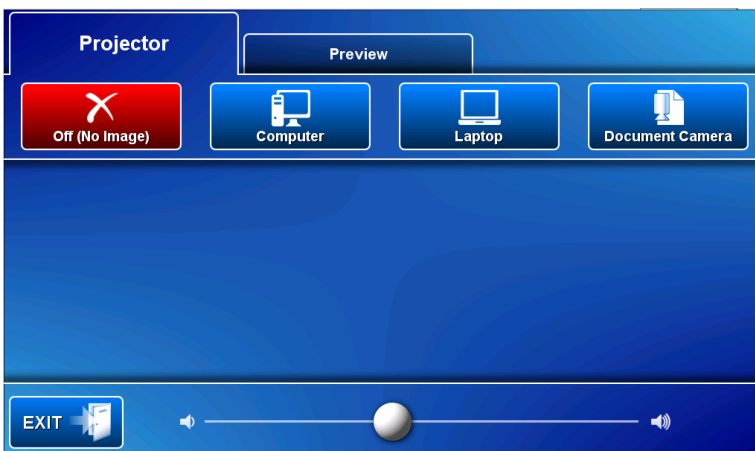 Projector
Preview
Off (No Image)
Computer
Laptop
Document Camera
EXIT